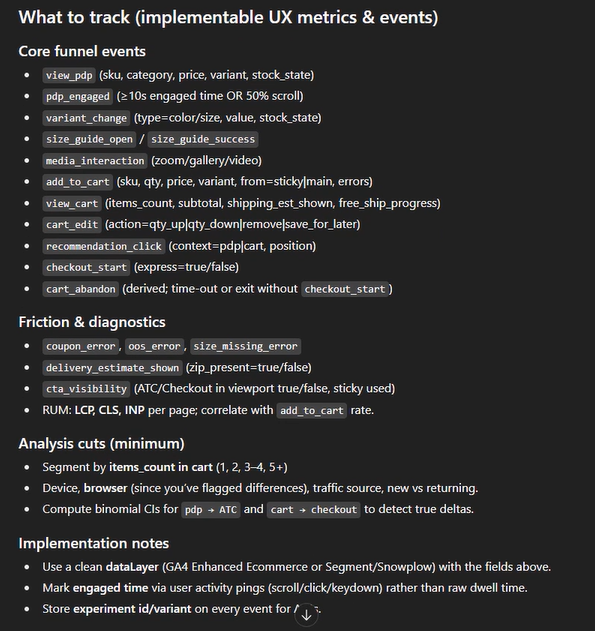 What to track (implementable UX metrics & events)
Core funnel events
• view_pdp (sku, category, price, variant, stock_state)
• pdp_engaged (≥10s engaged time OR 50% scroll)
• variant_change (type=color/size, value, stock_state)
• size_guide_open / size_guide_success
• media_interaction (zoom/gallery/video)
• add_to_cart (sku, qty, price, variant, from=sticky|main, errors)
• view_cart (items_count, subtotal, shipping_est_shown, free_ship_progress)
• cart_edit (action=qty_up|qty_down|remove|save_for_later)
• recommendation_click (context=pdp|cart, position)
• checkout_start (express=true/false)
• cart_abandon (derived; time-out or exit without checkout_start)
Friction & diagnostics
• coupon_error, oos_error, size_missing_error
• delivery_estimate_shown (zip_present=true/false)
• cta_visibility (ATC/Checkout in viewport true/false, sticky used)
• RUM: LCP, CLS, INP per page; correlate with add_to_cart rate.
Analysis cuts (minimum)
• Segment by items_count in cart (1, 2, 3–4, 5+)
• Device, browser (since you've flagged differences), traffic source, new vs returning.
• Compute binomial CIs for pdp → ATC and cart → checkout to detect true deltas.
Implementation notes
• Use a clean dataLayer (GA4 Enhanced Ecommerce or Segment/Snowplow) with the fields above.
• Mark engaged time via user activity pings (scroll/click/keydown) rather than raw dwell time.
• Store experiment id/variant on every event for